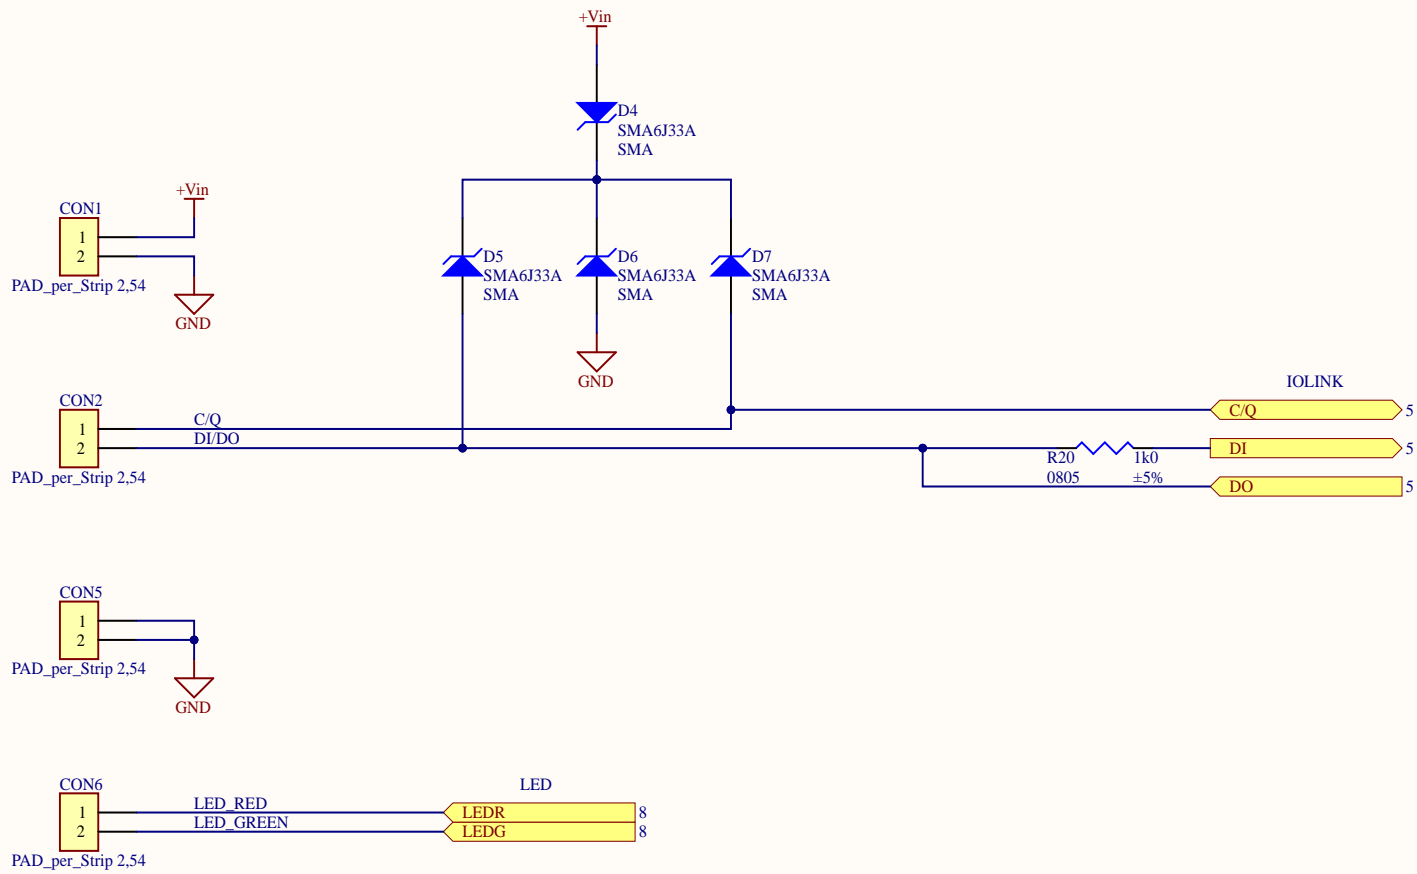 +Vin
D4
SMA6J33A
SMA
+Vin
CON1
1
2
PAD_per_Strip 2,54
GND
D5
SMA6J33A
SMA
D6
SMA6J33A
SMA
D7
SMA6J33A
SMA
GND
IOLINK
CON2
1
2
PAD_per_Strip 2,54
C/Q
DI/DO
C/Q 5
R20 1k0
0805 ±5%
DI 5
DO 5
CON5
1
2
PAD_per_Strip 2,54
GND
CON6
1
2
PAD_per_Strip 2,54
LED_RED
LED_GREEN
LED
LEDR 8
LEDG 8